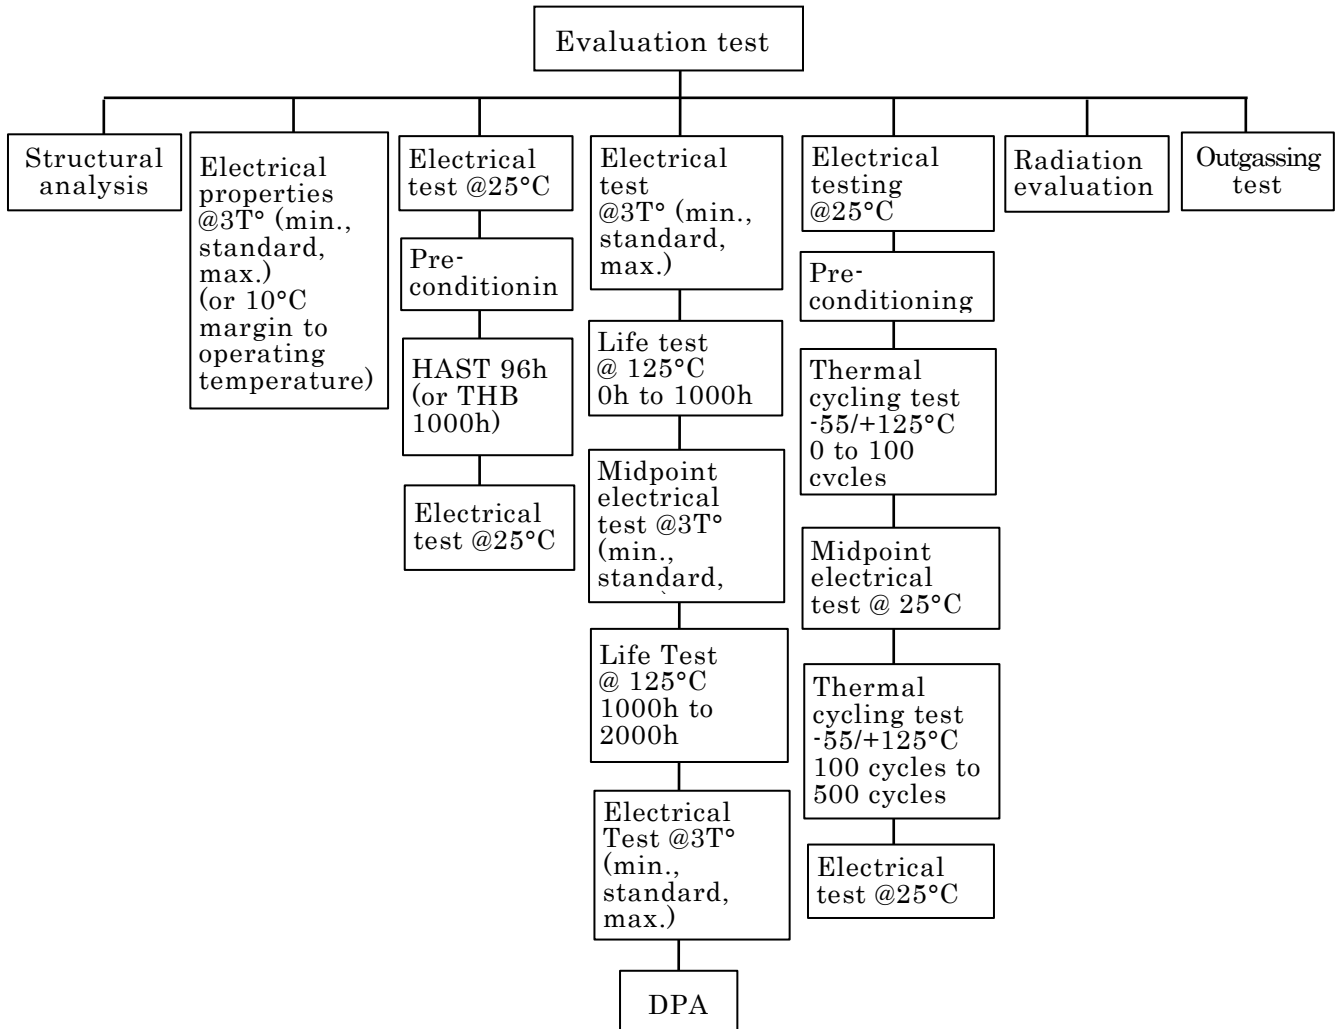 Evaluation test
Structural
analysis
Electrical
properties
@3T° (min.,
standard,
max.)
(or 10°C
margin to
operating
temperature)
Electrical
test @25°C
Pre-
conditionin
HAST 96h
(or THB
1000h)
Electrical
test @25°C
Electrical
test
@3T° (min.,
standard,
max.)
Life test
@ 125°C
0h to 1000h
Midpoint
electrical
test @3T°
(min.,
standard,
Life Test
@ 125°C
1000h to
2000h
Electrical
Test @3T°
(min.,
standard,
max.)
DPA
Electrical
testing
@25°C
Pre-
conditioning
Thermal
cycling test
-55/+125°C
0 to 100
cycles
Midpoint
electrical
test @ 25°C
Thermal
cycling test
-55/+125°C
100 cycles to
500 cycles
Electrical
test @25°C
Radiation
evaluation
Outgassing
test